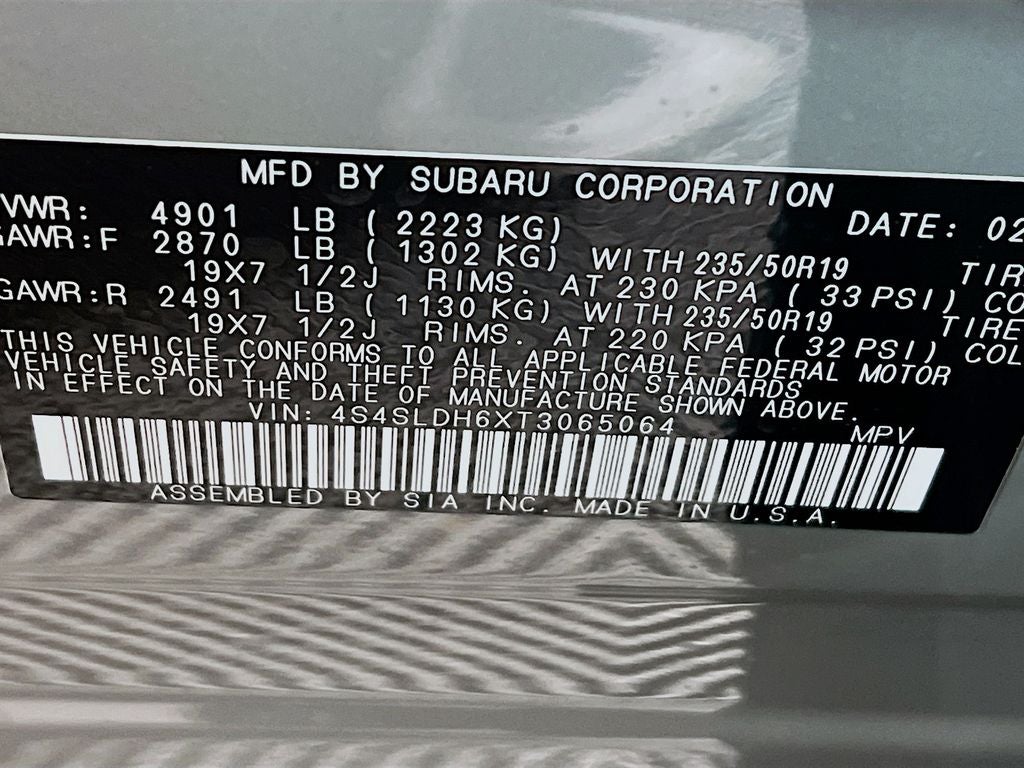 MFD BY SUBARU CORPORATION
VWR: 4901 LB ( 2223 KG) DATE: 02
GAWR:F 2870 LB ( 1302 KG) WITH 235/50R19 TIR
19X7 1/2J RIMS. AT 230 KPA ( 33 PSI) CO
GAWR:R 2491 LB ( 1130 KG) WITH 235/50R19 TIRE
19X7 1/2J RIMS. AT 220 KPA ( 32 PSI) COL
THIS VEHICLE CONFORMS TO ALL APPLICABLE FEDERAL MOTOR
VEHICLE SAFETY AND THEFT PREVENTION STANDARDS
IN EFFECT ON THE DATE OF MANUFACTURE SHOWN ABOVE.
VIN: 4S4SLDH6XT3065064 MPV
ASSEMBLED BY SIA INC. MADE IN U.S.A.